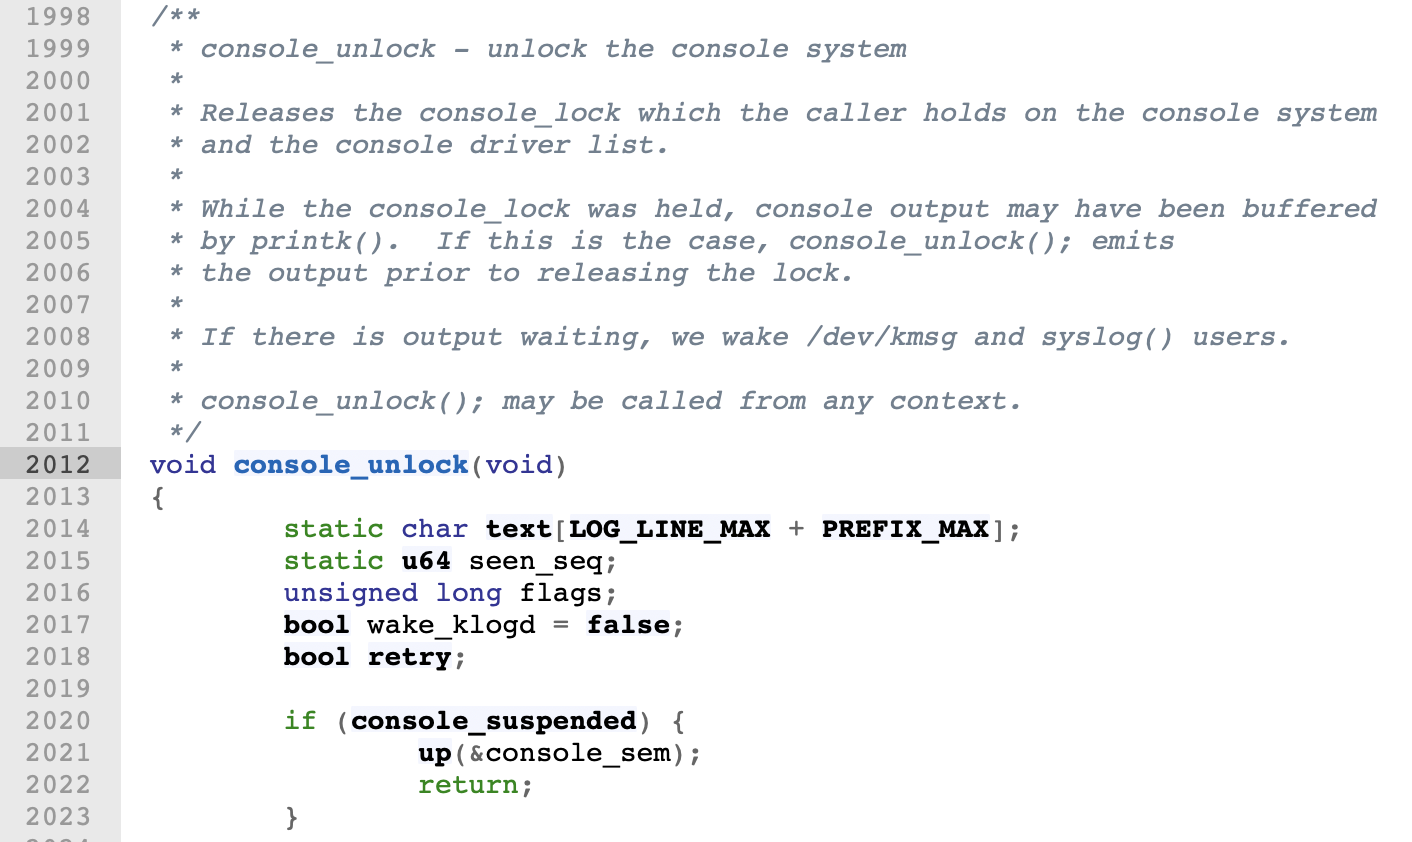 1998 /**
1999  * console_unlock - unlock the console system
2000  *
2001  * Releases the console_lock which the caller holds on the console system
2002  * and the console driver list.
2003  *
2004  * While the console_lock was held, console output may have been buffered
2005  * by printk().  If this is the case, console_unlock(); emits
2006  * the output prior to releasing the lock.
2007  *
2008  * If there is output waiting, we wake /dev/kmsg and syslog() users.
2009  *
2010  * console_unlock(); may be called from any context.
2011  */
2012 void console_unlock(void)
2013 {
2014         static char text[LOG_LINE_MAX + PREFIX_MAX];
2015         static u64 seen_seq;
2016         unsigned long flags;
2017         bool wake_klogd = false;
2018         bool retry;
2019
2020         if (console_suspended) {
2021                 up(&console_sem);
2022                 return;
2023         }